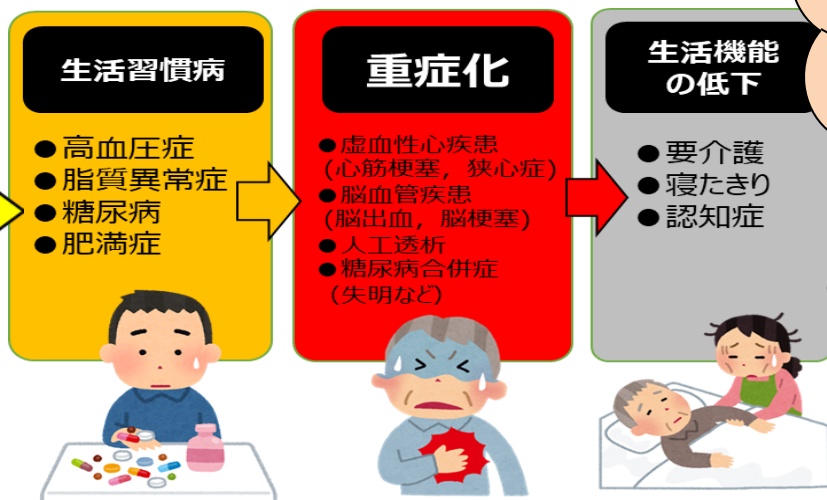 生活習慣病
●高血圧症
●脂質異常症
●糖尿病
●肥満症
重症化
●虚血性心疾患
(心筋梗塞，狭心症)
●脳血管疾患
(脳出血，脳梗塞)
●人工透析
●糖尿病合併症
(失明など)
生活機能
の低下
●要介護
●寝たきり
●認知症